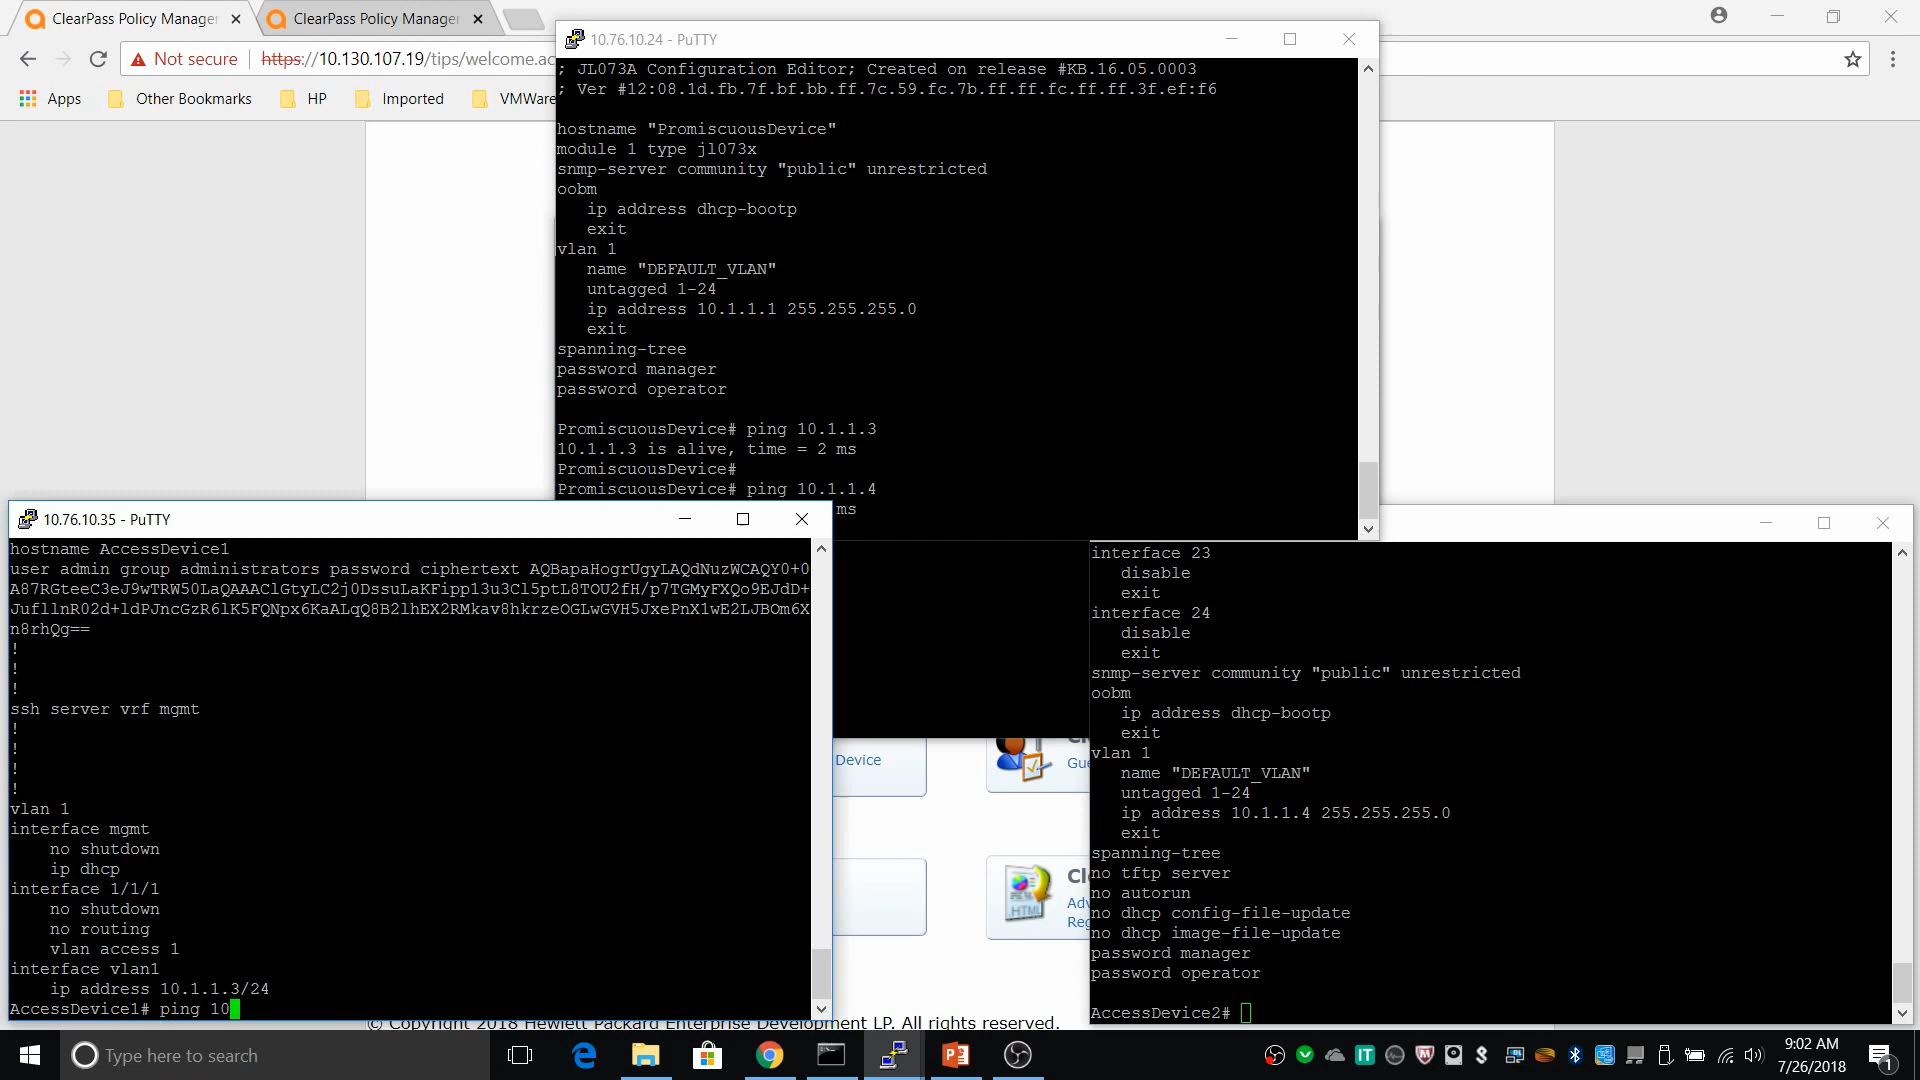 ClearPass Policy Manager
ClearPass Policy Manager
Not secure
https://10.130.107.19/tips/welcome.ac
Apps
Other Bookmarks
HP
Imported
VMWare
10.76.10.24 - PuTTY
; JL073A Configuration Editor; Created on release #KB.16.05.0003
; Ver #12:08.1d.fb.7f.bf.bb.ff.7c.59.fc.7b.ff.ff.fc.ff.ff.3f.ef:f6
hostname "PromiscuousDevice"
module 1 type jl073x
snmp-server community "public" unrestricted
oobm
ip address dhcp-bootp
exit
vlan 1
name "DEFAULT_VLAN"
untagged 1-24
ip address 10.1.1.1 255.255.255.0
exit
spanning-tree
password manager
password operator
PromiscuousDevice# ping 10.1.1.3
10.1.1.3 is alive, time = 2 ms
PromiscuousDevice#
PromiscuousDevice# ping 10.1.1.4
ms
10.76.10.35 - PuTTY
hostname AccessDevice1
user admin group administrators password ciphertext AQBapaHogrUgyLAQdNuzWCAQY0+0
A87RGteeC3eJ9wTRW50LaQAAAClGtyLC2j0DssuLaKFipp13u3Cl5ptL8TOU2fH/p7TGMyFXQo9EJdD+
JufllnR02d+ldPJncGzR6lK5FQNpx6KaALqQ8B2lhEX2RMkav8hkrzeOGLwGVH5JxePnX1wE2LJBOm6X
n8rhQg==
!
!
!
ssh server vrf mgmt
!
!
!
!
vlan 1
interface mgmt
no shutdown
ip dhcp
interface 1/1/1
no shutdown
no routing
vlan access 1
interface vlan1
ip address 10.1.1.3/24
AccessDevice1# ping 10
interface 23
disable
exit
interface 24
disable
exit
snmp-server community "public" unrestricted
oobm
ip address dhcp-bootp
exit
vlan 1
name "DEFAULT_VLAN"
untagged 1-24
ip address 10.1.1.4 255.255.255.0
exit
spanning-tree
no tftp server
no autorun
no dhcp config-file-update
no dhcp image-file-update
password manager
password operator
AccessDevice2#
Device
Gue
Cl
Adv
Reg
© Copyright 2018 Hewlett Packard Enterprise Development LP. All rights reserved.
Type here to search
9:02 AM
7/26/2018
1